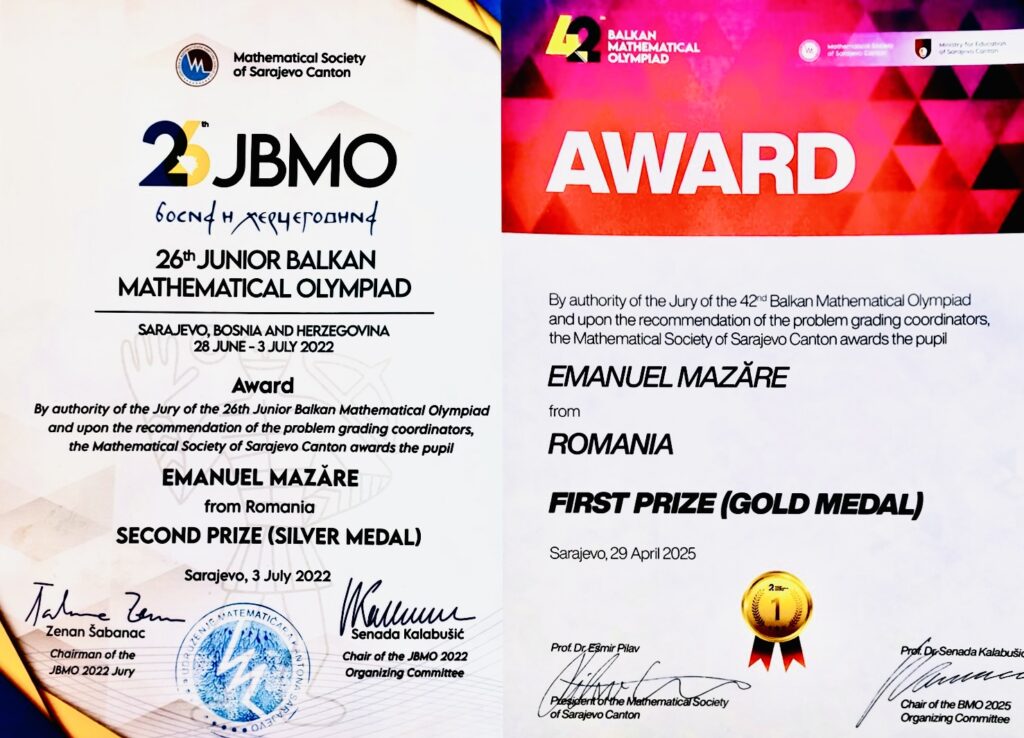 Mathematical Society
of Sarajevo Canton
26th JBMO
босна и херцеговина
26th JUNIOR BALKAN
MATHEMATICAL OLYMPIAD
SARAJEVO, BOSNIA AND HERZEGOVINA
28 JUNE - 3 JULY 2022
Award
By authority of the Jury of the 26th Junior Balkan Mathematical Olympiad
and upon the recommendation of the problem grading coordinators,
the Mathematical Society of Sarajevo Canton awards the pupil
EMANUEL MAZĂRE
from Romania
SECOND PRIZE (SILVER MEDAL)
Sarajevo, 3 July 2022
Zenan Šabanac
Chairman of the
JBMO 2022 Jury
UDRUŽENJE MATEMATIČARA KANTONA SARAJEVO
Senada Kalabušić
Chair of the JBMO 2022
Organizing Committee
42nd
BALKAN
MATHEMATICAL
OLYMPIAD
Mathematical Society
of Sarajevo Canton
Ministry for Education
of Sarajevo Canton
AWARD
By authority of the Jury of the 42nd Balkan Mathematical Olympiad
and upon the recommendation of the problem grading coordinators,
the Mathematical Society of Sarajevo Canton awards the pupil
EMANUEL MAZĂRE
from
ROMANIA
FIRST PRIZE (GOLD MEDAL)
Sarajevo, 29 April 2025
1
Prof. Dr. Esmir Pilav
President of the Mathematical Society
of Sarajevo Canton
Prof. Dr. Senada Kalabušić
Chair of the BMO 2025
Organizing Committee